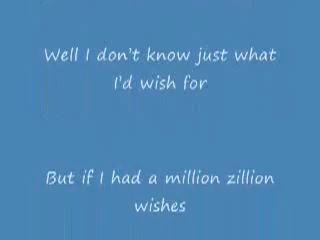 Well I don't know just what
I'd wish for
But if I had a million zillion
wishes